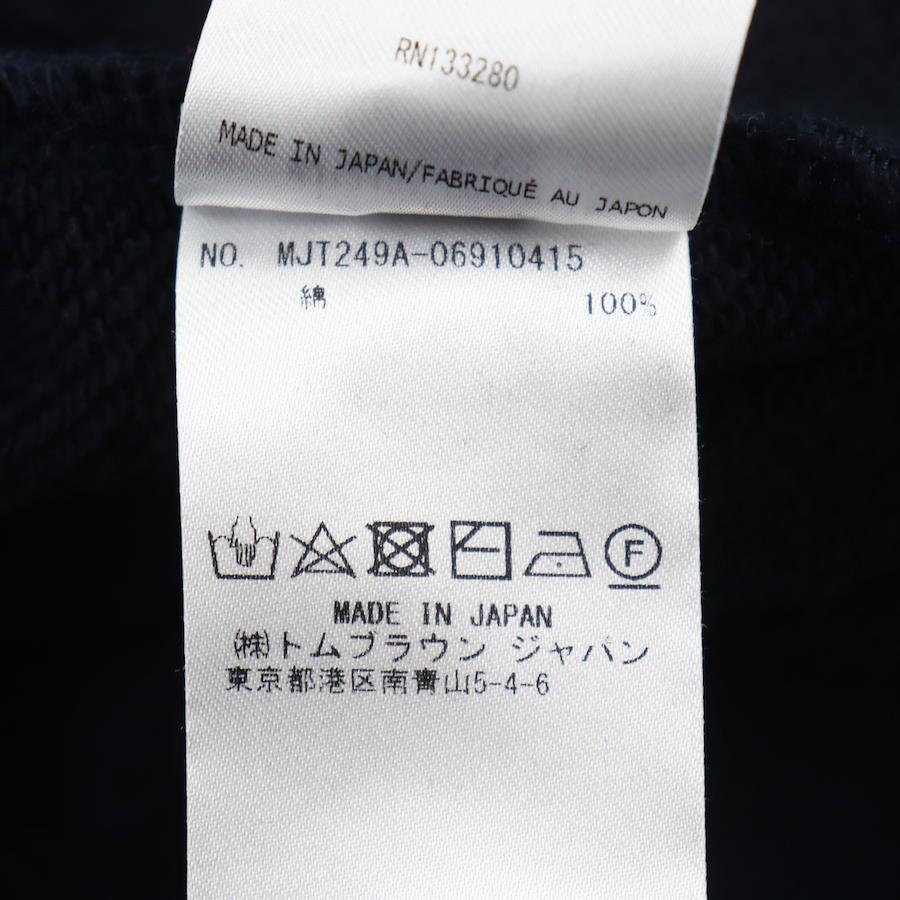 RN133280
MADE IN JAPAN/FABRIQUÉ AU JAPON
NO. MJT249A-06910415
綿 100%
F
MADE IN JAPAN
㈱トムブラウン ジャパン
東京都港区南青山5-4-6